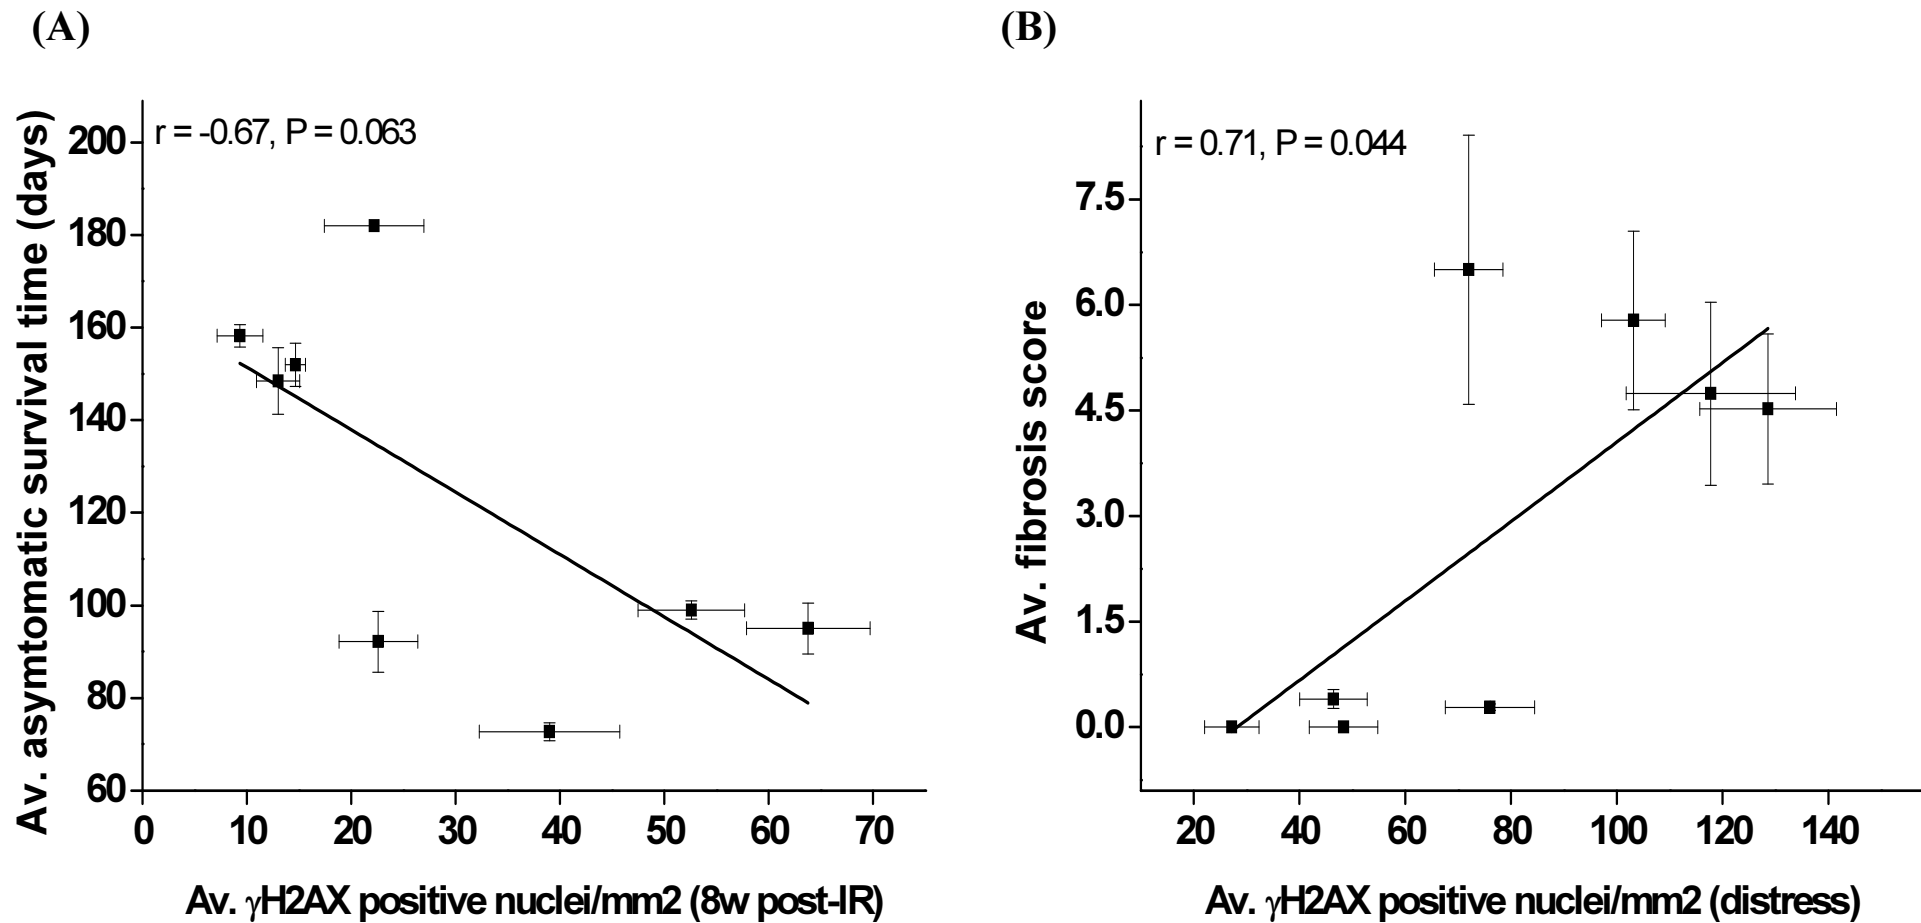 (A)
(B)
r = -0.67, P = 0.063
r = 0.71, P = 0.044
Av. asymtomatic survival time (days)
200
180
160
140
120
100
80
60
0 10 20 30 40 50 60 70
Av. γH2AX positive nuclei/mm2 (8w post-IR)
Av. fibrosis score
7.5
6.0
4.5
3.0
1.5
0.0
20 40 60 80 100 120 140
Av. γH2AX positive nuclei/mm2 (distress)